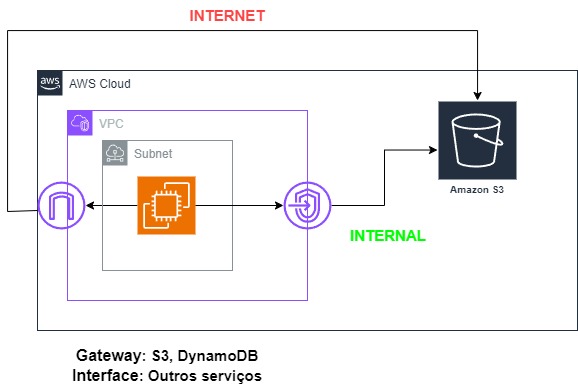 INTERNET
aws
AWS Cloud
VPC
Subnet
Amazon S3
INTERNAL
Gateway: S3, DynamoDB
Interface: Outros serviços